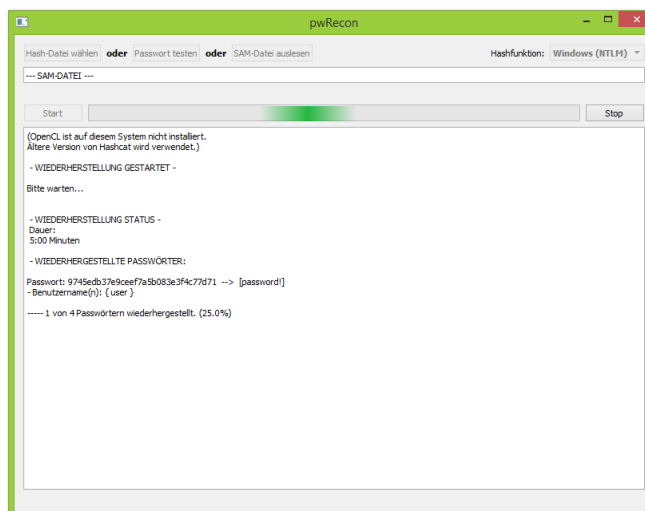 pwRecon
Hash-Datei wählen oder Passwort testen oder SAM-Datei auslesen Hashfunktion: Windows (NTLM)
--- SAM-DATEI ---
Start Stop
(OpenCL ist auf diesem System nicht installiert.
Ältere Version von Hashcat wird verwendet.)
- WIEDERHERSTELLUNG GESTARTET -
Bitte warten...
- WIEDERHERSTELLUNG STATUS -
Dauer:
5:00 Minuten
- WIEDERHERGESTELLTE PASSWÖRTER:
Passwort: 9745edb37e9ceef7a5b083e3f4c77d71 --> [password!]
- Benutzername(n): { user }
----- 1 von 4 Passwörtern wiederhergestellt. (25.0%)